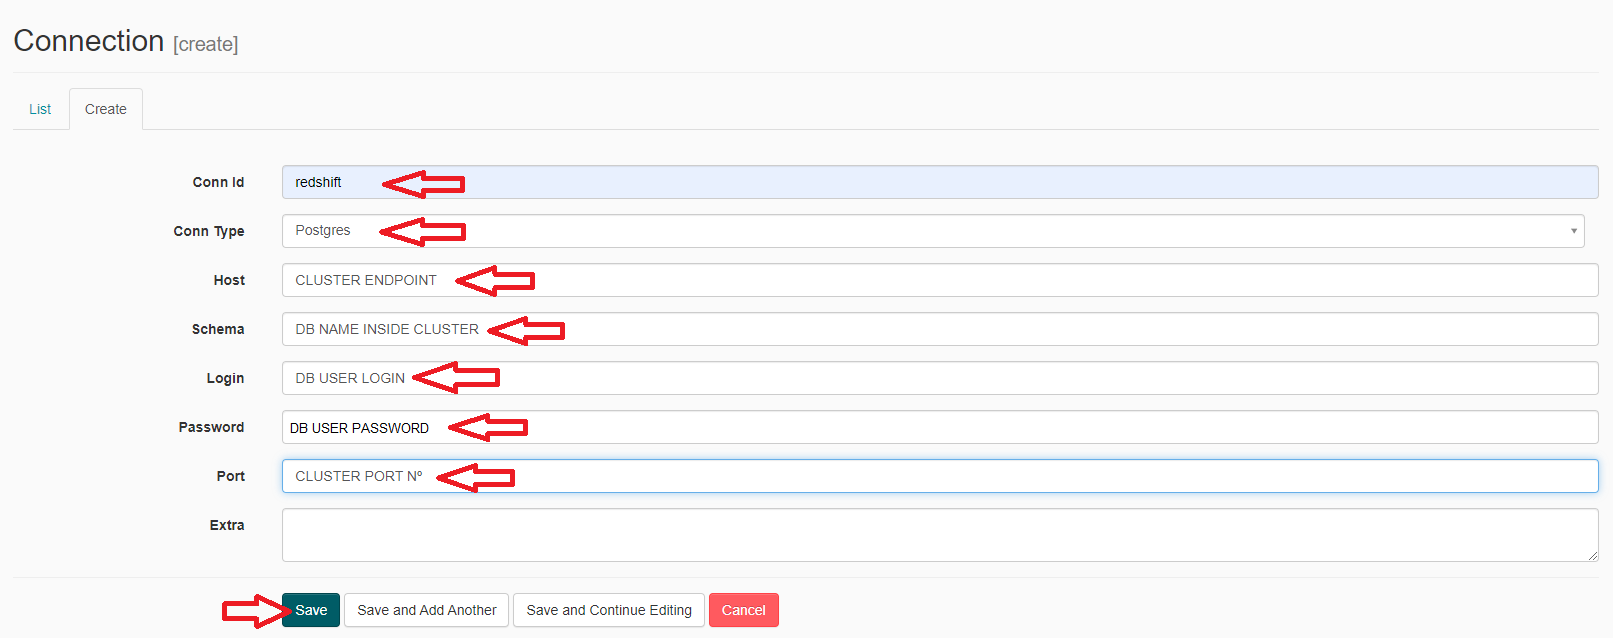 Connection [create]
List Create
Conn Id redshift
Conn Type Postgres
Host CLUSTER ENDPOINT
Schema DB NAME INSIDE CLUSTER
Login DB USER LOGIN
Password DB USER PASSWORD
Port CLUSTER PORT Nº
Extra
Save Save and Add Another Save and Continue Editing Cancel